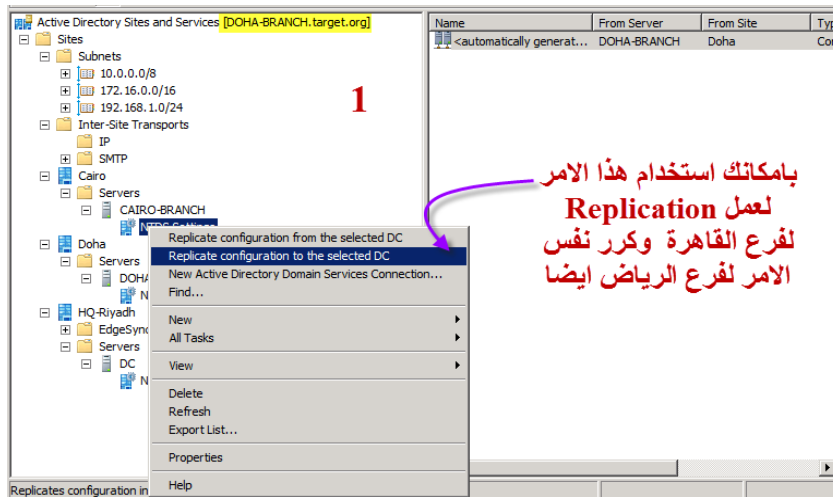 Active Directory Sites and Services [DOHA-BRANCH.target.org]
Sites
Subnets
10.0.0.0/8
172.16.0.0/16
192.168.1.0/24
Inter-Site Transports
IP
SMTP
Cairo
Servers
CAIRO-BRANCH
NTDS Settings
Doha
Servers
DOHA
HQ-Riyadh
Servers
DC
1
Replicate configuration from the selected DC
Replicate configuration to the selected DC
New Active Directory Domain Services Connection...
Find...
New
All Tasks
View
Delete
Refresh
Export List...
Properties
Help
Name From Server From Site
<automatically generat... DOHA-BRANCH Doha
بامكانك استخدام هذا الامر
لعمل Replication
لفرع القاهرة وكرر نفس
الامر لفرع الرياض ايضا
Replicates configuration in